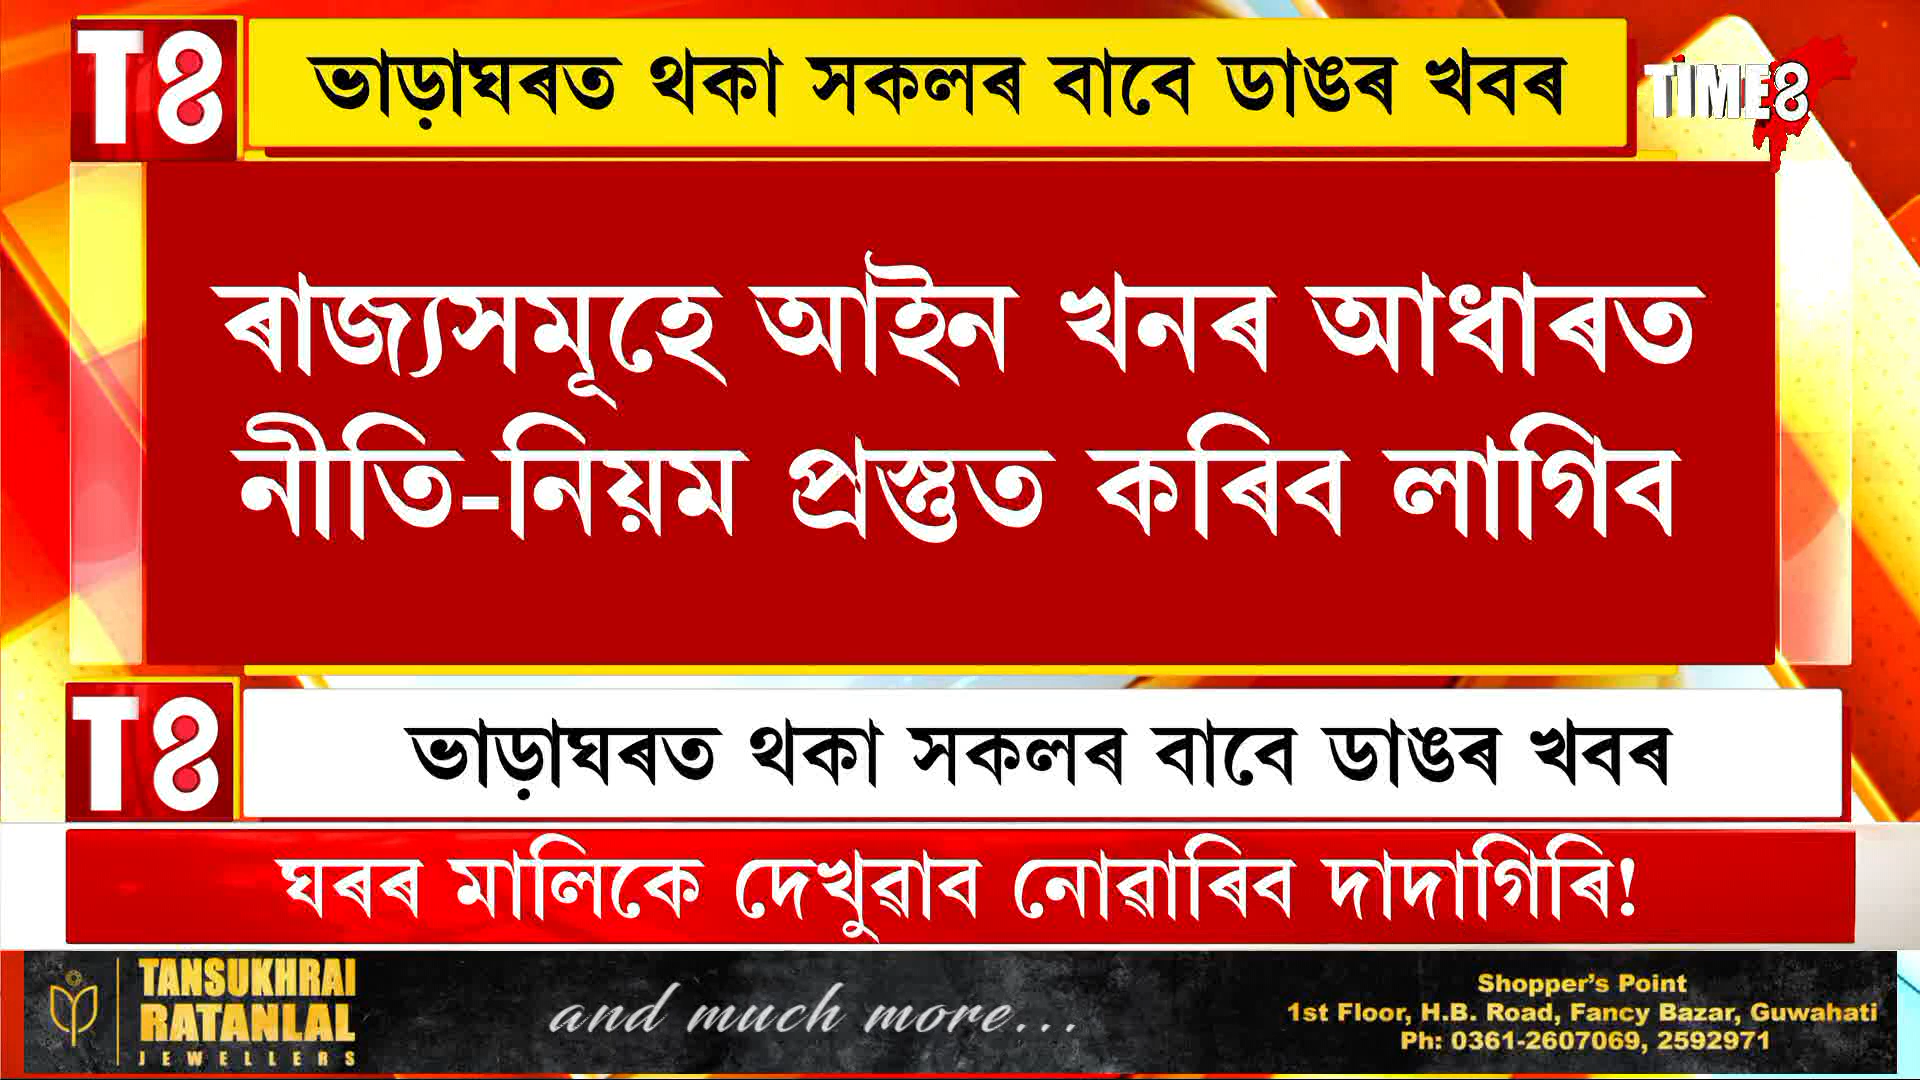 T8
ভাড়াঘৰত থকা সকলৰ বাবে ডাঙৰ খবৰ
TiME8
ৰাজ্যসমূহে আইন খনৰ আধাৰত
নীতি-নিয়ম প্ৰস্তুত কৰিব লাগিব
T8
ভাড়াঘৰত থকা সকলৰ বাবে ডাঙৰ খবৰ
ঘৰৰ মালিকে দেখুৱাব নোৱাৰিব দাদাগিৰি!
TANSUKHRAI
RATANLAL
JEWELLERS
and much more...
Shopper's Point
1st Floor, H.B. Road, Fancy Bazar, Guwahati
Ph: 0361-2607069, 2592971